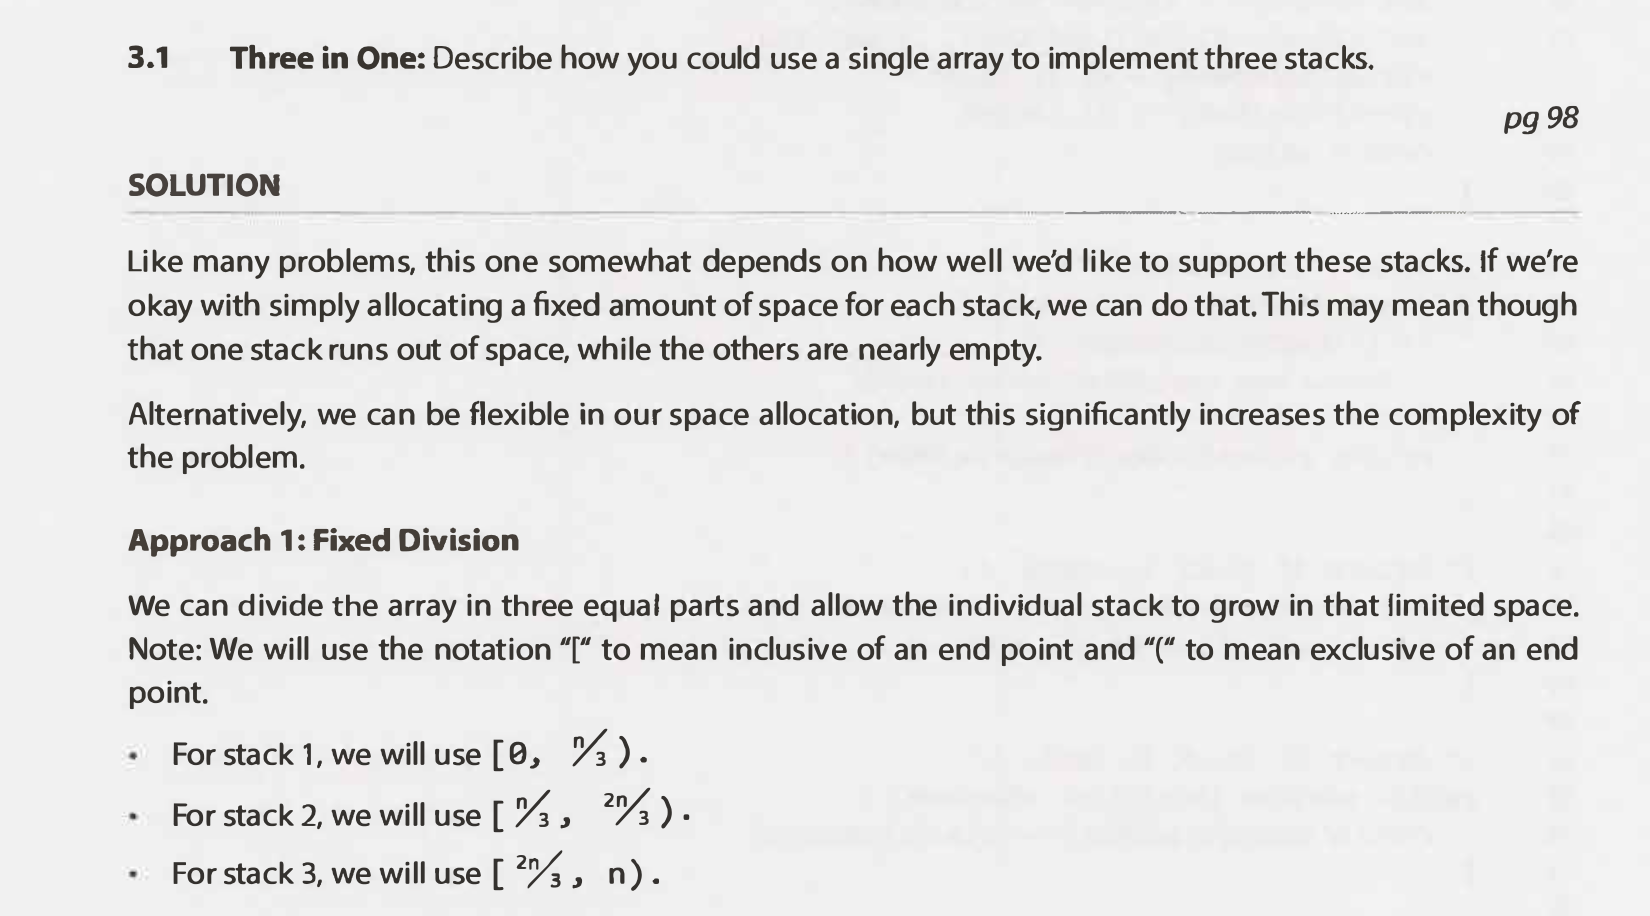 3.1 Three in One: Describe how you could use a single array to implement three stacks.
pg 98
SOLUTION
Like many problems, this one somewhat depends on how well we’d like to support these stacks. If we’re
okay with simply allocating a fixed amount of space for each stack, we can do that. This may mean though
that one stack runs out of space, while the others are nearly empty.
Alternatively, we can be flexible in our space allocation, but this significantly increases the complexity of
the problem.
Approach 1: Fixed Division
We can divide the array in three equal parts and allow the individual stack to grow in that limited space.
Note: We will use the notation “[“ to mean inclusive of an end point and “(“ to mean exclusive of an end
point.
• For stack 1, we will use [0, n/3).
• For stack 2, we will use [n/3, 2n/3).
• For stack 3, we will use [2n/3, n).